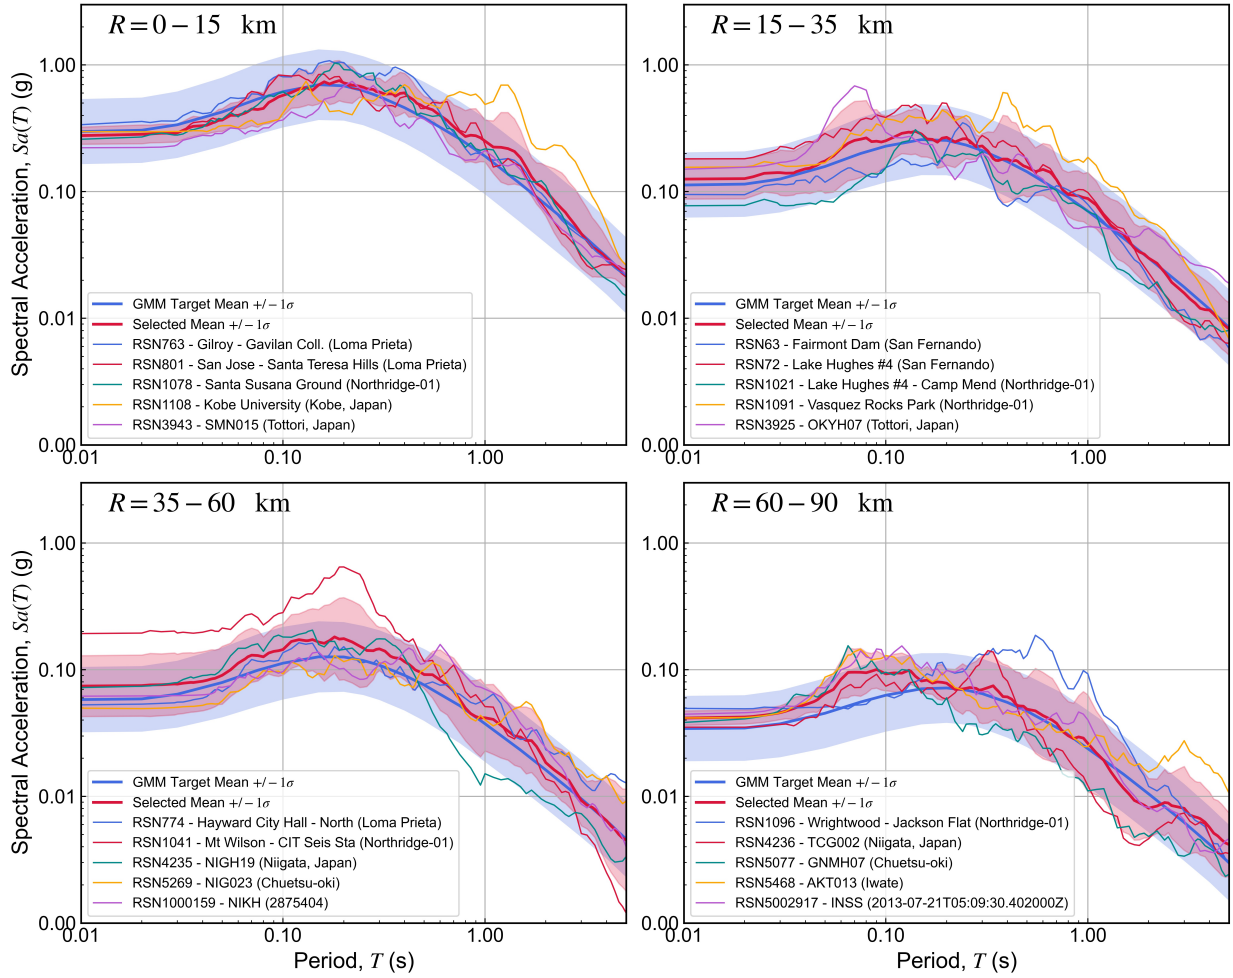 R = 0 − 15 km
Spectral Acceleration, Sa(T) (g)
1.00
0.10
0.01
0.00
GMM Target Mean +/− 1σ
Selected Mean +/− 1σ
RSN763 - Gilroy - Gavilan Coll. (Loma Prieta)
RSN801 - San Jose - Santa Teresa Hills (Loma Prieta)
RSN1078 - Santa Susana Ground (Northridge-01)
RSN1108 - Kobe University (Kobe, Japan)
RSN3943 - SMN015 (Tottori, Japan)
0.01 0.10 1.00
R = 15 − 35 km
1.00
0.10
0.01
0.00
GMM Target Mean +/− 1σ
Selected Mean +/− 1σ
RSN63 - Fairmont Dam (San Fernando)
RSN72 - Lake Hughes #4 (San Fernando)
RSN1021 - Lake Hughes #4 - Camp Mend (Northridge-01)
RSN1091 - Vasquez Rocks Park (Northridge-01)
RSN3925 - OKYH07 (Tottori, Japan)
0.01 0.10 1.00
R = 35 − 60 km
Spectral Acceleration, Sa(T) (g)
1.00
0.10
0.01
0.00
GMM Target Mean +/− 1σ
Selected Mean +/− 1σ
RSN774 - Hayward City Hall - North (Loma Prieta)
RSN1041 - Mt Wilson - CIT Seis Sta (Northridge-01)
RSN4235 - NIGH19 (Niigata, Japan)
RSN5269 - NIG023 (Chuetsu-oki)
RSN1000159 - NIKH (2875404)
0.01 0.10 1.00
Period, T (s)
R = 60 − 90 km
1.00
0.10
0.01
0.00
GMM Target Mean +/− 1σ
Selected Mean +/− 1σ
RSN1096 - Wrightwood - Jackson Flat (Northridge-01)
RSN4236 - TCG002 (Niigata, Japan)
RSN5077 - GNMH07 (Chuetsu-oki)
RSN5468 - AKT013 (Iwate)
RSN5002917 - INSS (2013-07-21T05:09:30.402000Z)
0.01 0.10 1.00
Period, T (s)